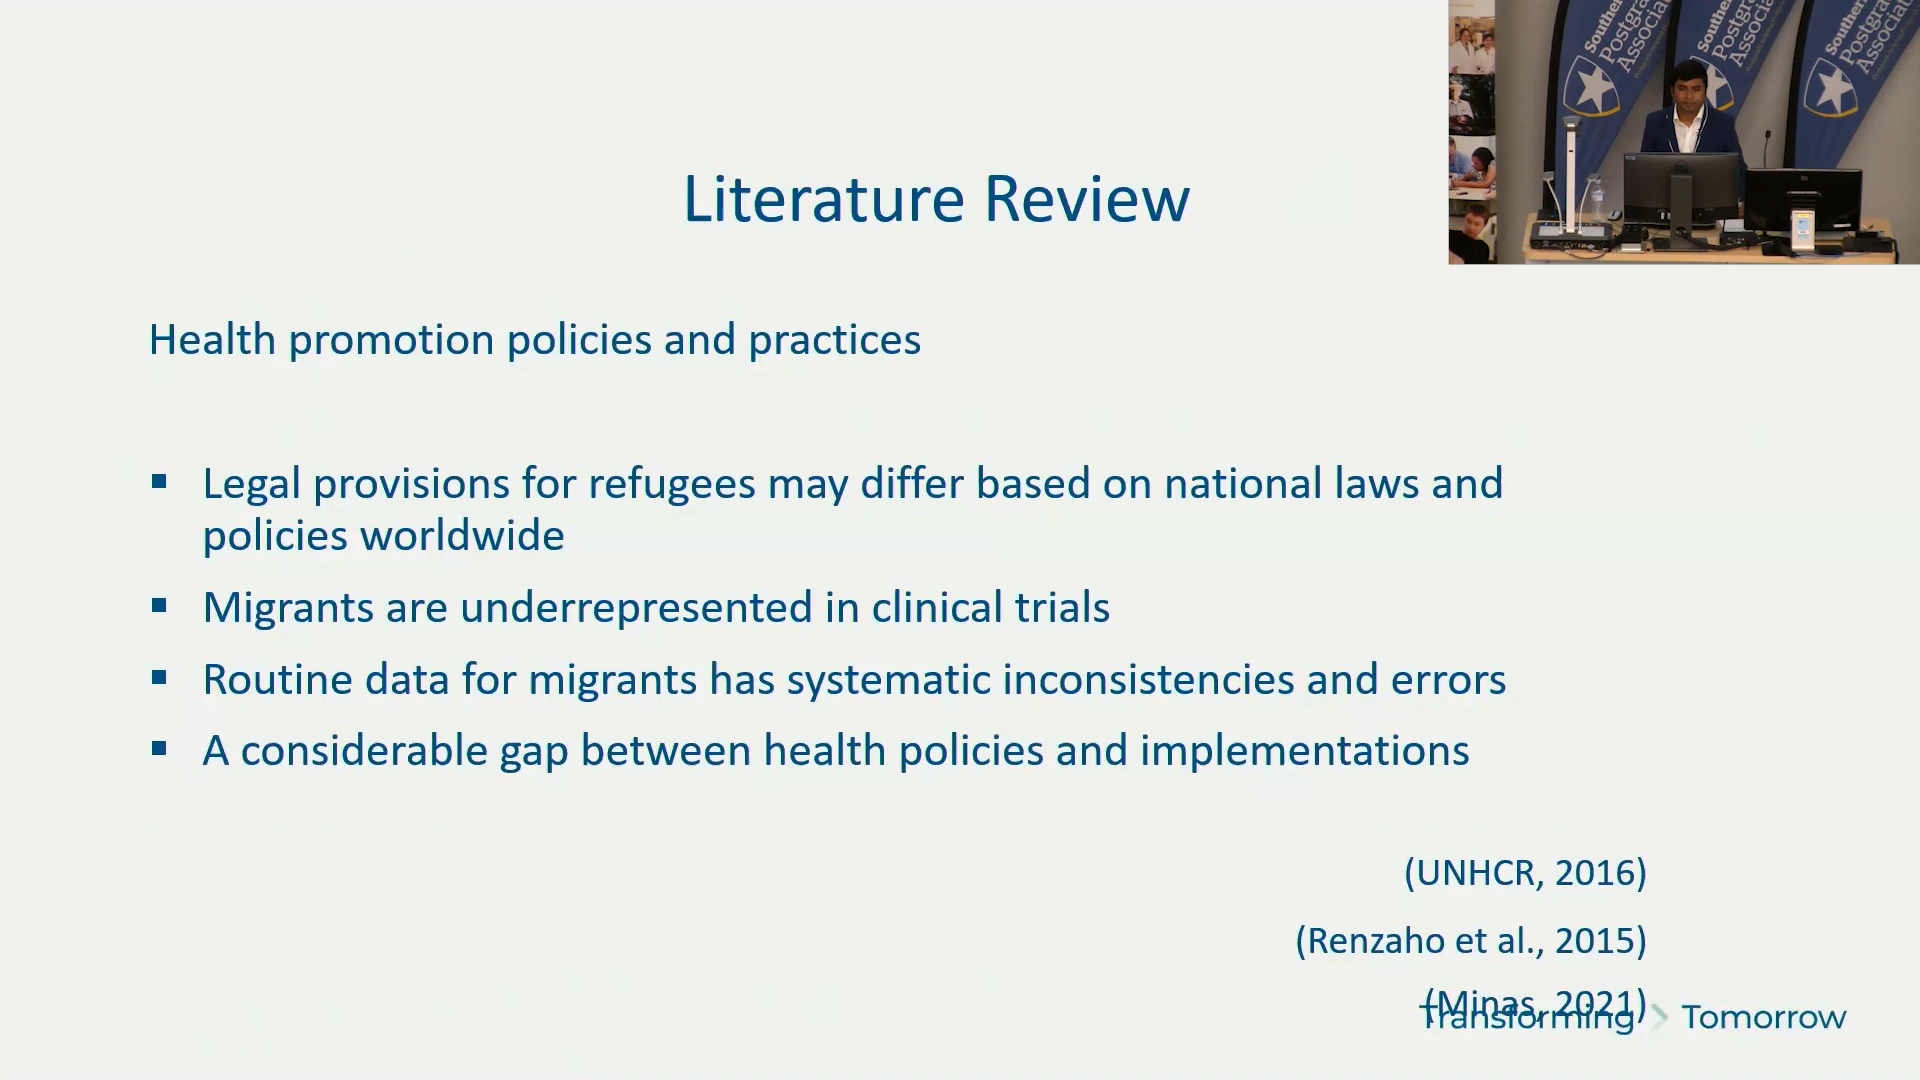 Literature Review
Health promotion policies and practices
▪ Legal provisions for refugees may differ based on national laws and
policies worldwide
▪ Migrants are underrepresented in clinical trials
▪ Routine data for migrants has systematic inconsistencies and errors
▪ A considerable gap between health policies and implementations
(UNHCR, 2016)
(Renzaho et al., 2015)
(Minas, 2021)
Transforming > Tomorrow
Southern
Southern